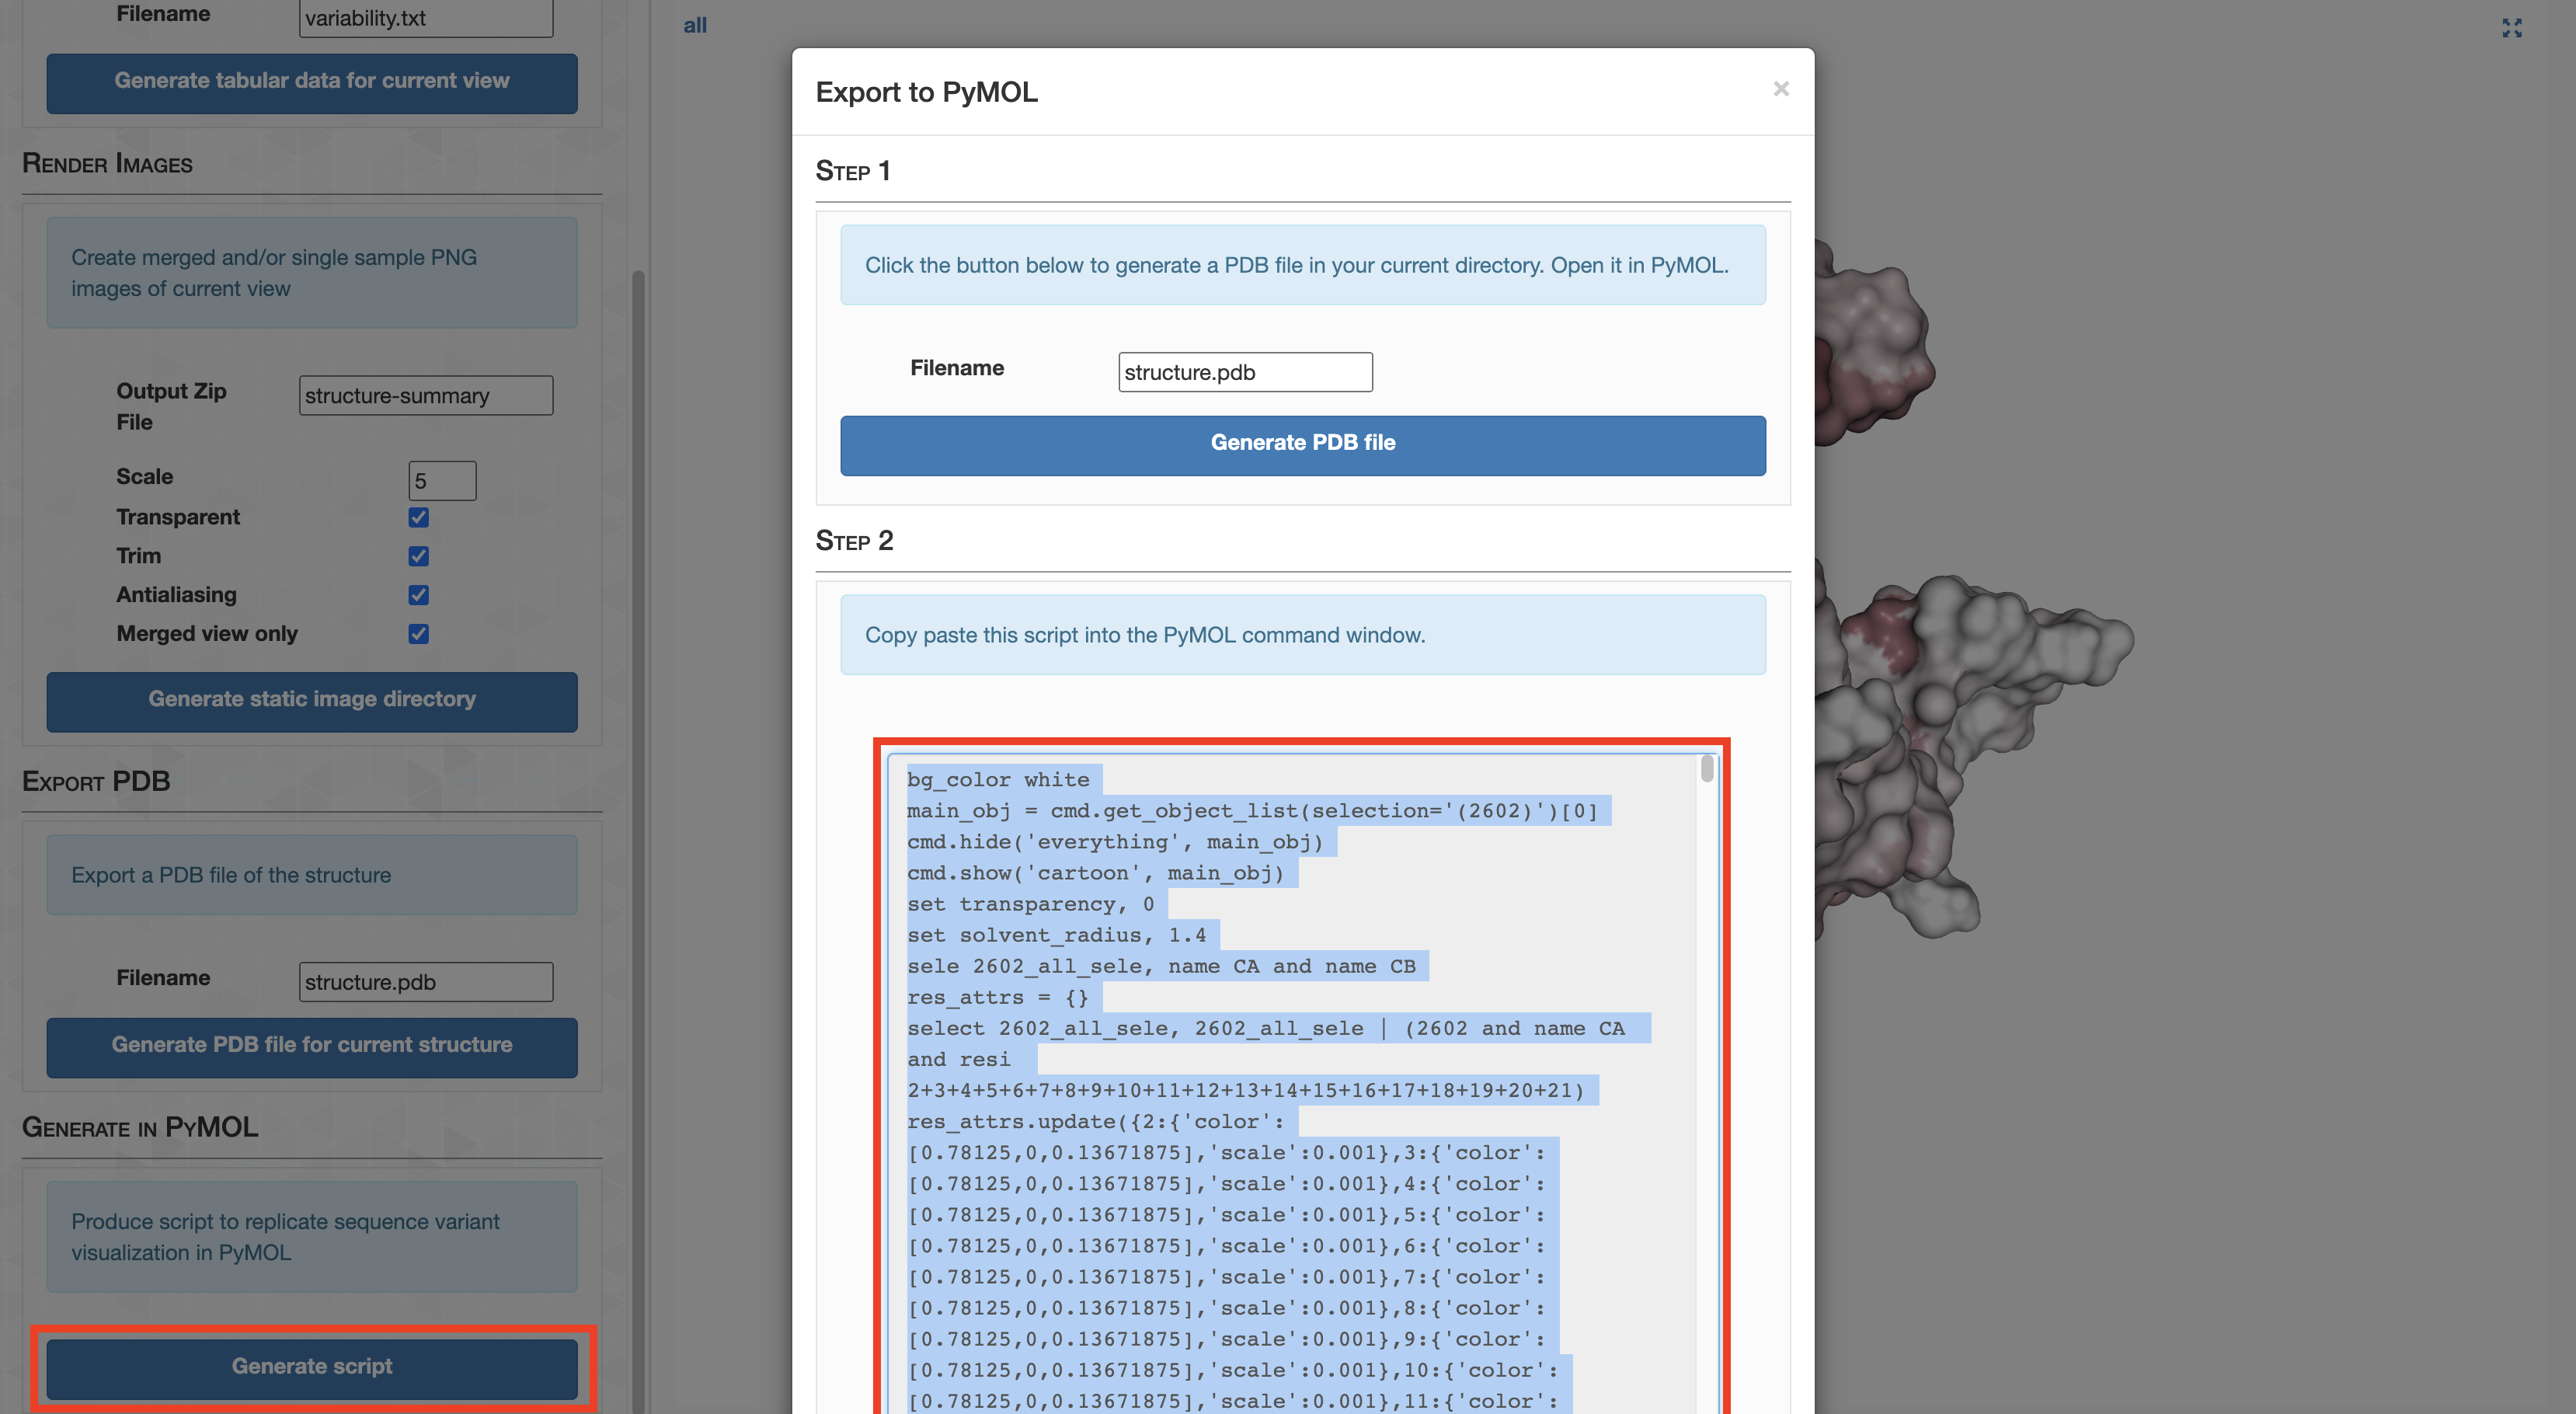 Filename
variability.txt
Generate tabular data for current view
Render Images
Create merged and/or single sample PNG
images of current view
Output Zip
File
structure-summary
Scale
5
Transparent
Trim
Antialiasing
Merged view only
Generate static image directory
Export PDB
Export a PDB file of the structure
Filename
structure.pdb
Generate PDB file for current structure
Generate in PyMOL
Produce script to replicate sequence variant
visualization in PyMOL
Generate script
all
Export to PyMOL
×
Step 1
Click the button below to generate a PDB file in your current directory. Open it in PyMOL.
Filename
structure.pdb
Generate PDB file
Step 2
Copy paste this script into the PyMOL command window.
bg_color white
main_obj = cmd.get_object_list(selection='(2602)')[0]
cmd.hide('everything', main_obj)
cmd.show('cartoon', main_obj)
set transparency, 0
set solvent_radius, 1.4
sele 2602_all_sele, name CA and name CB
res_attrs = {}
select 2602_all_sele, 2602_all_sele | (2602 and name CA
and resi
2+3+4+5+6+7+8+9+10+11+12+13+14+15+16+17+18+19+20+21)
res_attrs.update({2:{'color':
[0.78125,0,0.13671875],'scale':0.001},3:{'color':
[0.78125,0,0.13671875],'scale':0.001},4:{'color':
[0.78125,0,0.13671875],'scale':0.001},5:{'color':
[0.78125,0,0.13671875],'scale':0.001},6:{'color':
[0.78125,0,0.13671875],'scale':0.001},7:{'color':
[0.78125,0,0.13671875],'scale':0.001},8:{'color':
[0.78125,0,0.13671875],'scale':0.001},9:{'color':
[0.78125,0,0.13671875],'scale':0.001},10:{'color':
[0.78125,0,0.13671875],'scale':0.001},11:{'color':